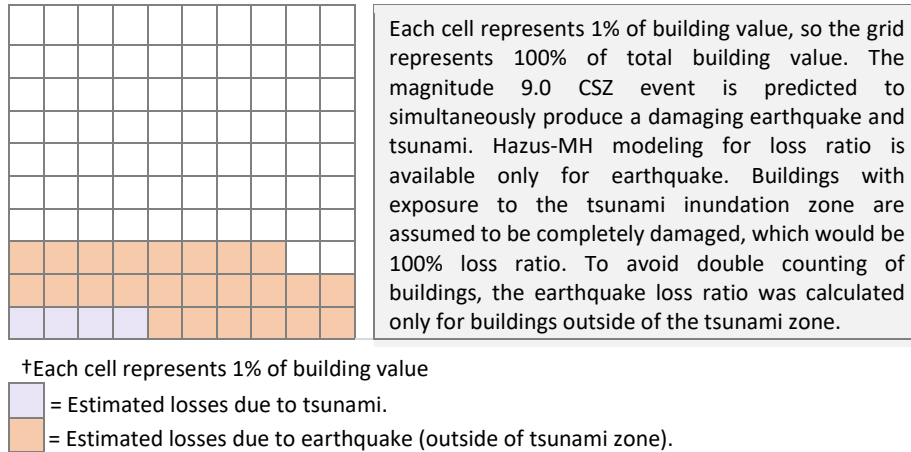 Each cell represents 1% of building value, so the grid
represents 100% of total building value. The
magnitude 9.0 CSZ event is predicted to
simultaneously produce a damaging earthquake and
tsunami. Hazus-MH modeling for loss ratio is
available only for earthquake. Buildings with
exposure to the tsunami inundation zone are
assumed to be completely damaged, which would be
100% loss ratio. To avoid double counting of
buildings, the earthquake loss ratio was calculated
only for buildings outside of the tsunami zone.
†Each cell represents 1% of building value
= Estimated losses due to tsunami.
= Estimated losses due to earthquake (outside of tsunami zone).